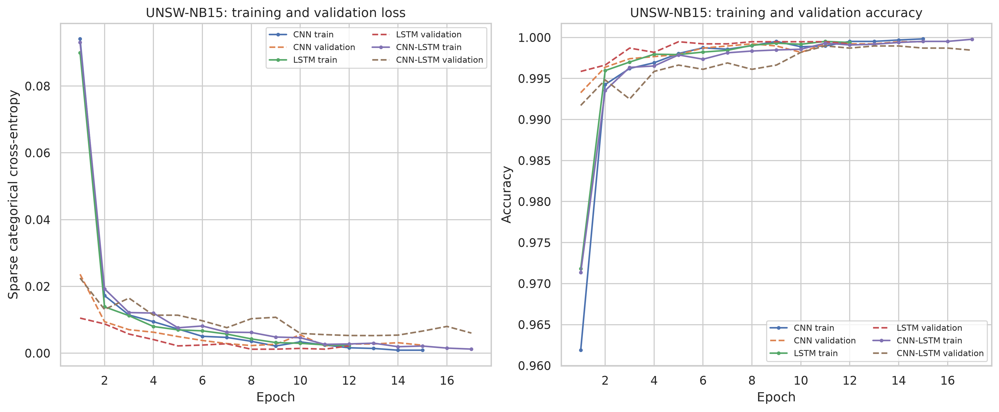 UNSW-NB15: training and validation loss
CNN train
CNN validation
LSTM train
LSTM validation
CNN-LSTM train
CNN-LSTM validation
Sparse categorical cross-entropy
0.08
0.06
0.04
0.02
0.00
2 4 6 8 10 12 14 16
Epoch
UNSW-NB15: training and validation accuracy
Accuracy
1.000
0.995
0.990
0.985
0.980
0.975
0.970
0.965
0.960
CNN train
CNN validation
LSTM train
LSTM validation
CNN-LSTM train
CNN-LSTM validation
2 4 6 8 10 12 14 16
Epoch